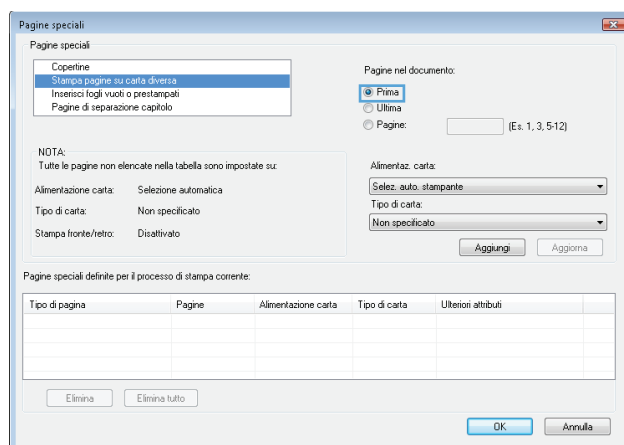 Pagine speciali
Pagine speciali
Copertine
Stampa pagine su carta diversa
Inserisci fogli vuoti o prestampati
Pagine di separazione capitolo
Pagine nel documento:
Prima
Ultima
Pagine: (Es. 1, 3, 5-12)
NOTA:
Tutte le pagine non elencate nella tabella sono impostate su:
Alimentazione carta: Selezione automatica
Tipo di carta: Non specificato
Stampa fronte/retro: Disattivato
Alimentaz. carta:
Selez. auto. stampante
Tipo di carta:
Non specificato
Aggiungi Aggiorna
Pagine speciali definite per il processo di stampa corrente:
Tipo di pagina Pagine Alimentazione carta Tipo di carta Ulteriori attributi
Elimina Elimina tutto
OK Annulla